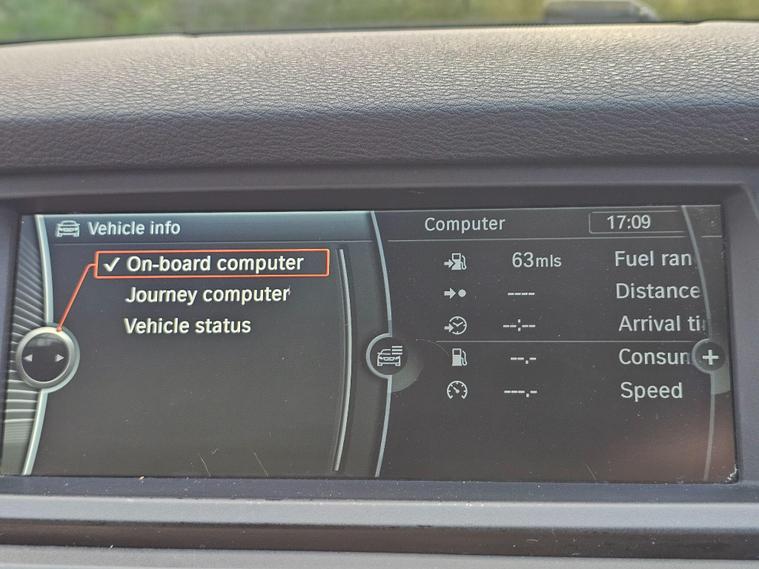 Vehicle info
On-board computer
Journey computer
Vehicle status
Computer 17:09
63mls Fuel ran
---- Distance
--:-- Arrival ti
--.- Consun
---.- Speed